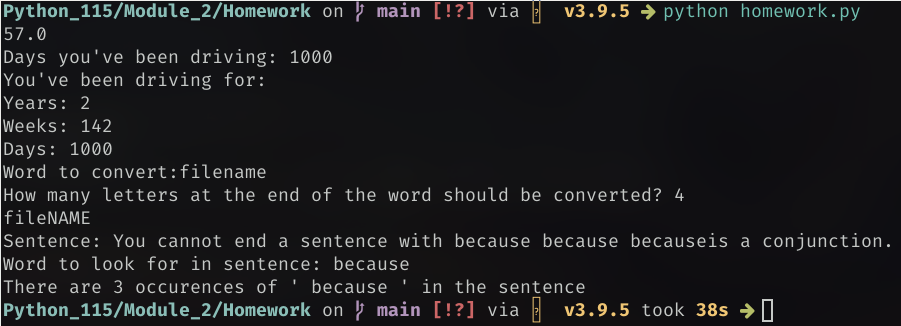 Python_115/Module_2/Homework on main [!?] via v3.9.5 ➜ python homework.py
57.0
Days you've been driving: 1000
You've been driving for:
Years: 2
Weeks: 142
Days: 1000
Word to convert:filename
How many letters at the end of the word should be converted? 4
fileNAME
Sentence: You cannot end a sentence with because because becauseis a conjunction.
Word to look for in sentence: because
There are 3 occurences of ' because ' in the sentence
Python_115/Module_2/Homework on main [!?] via v3.9.5 took 38s ➜